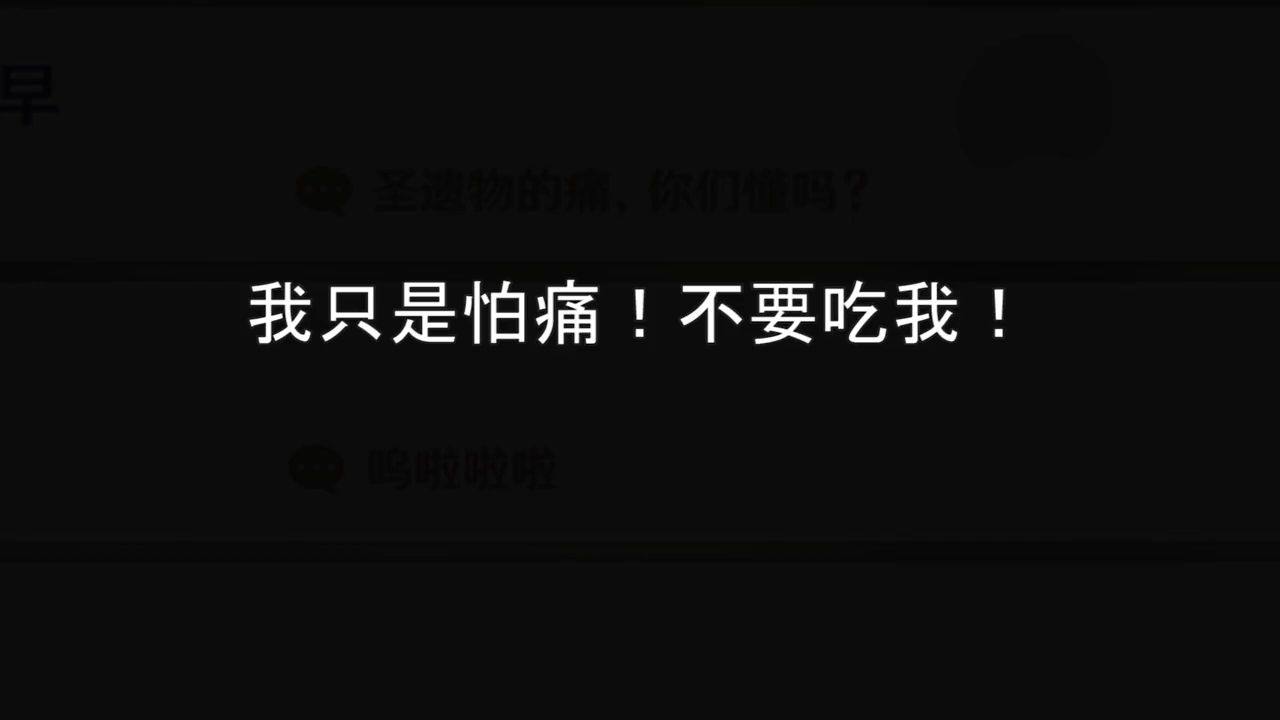 早
圣遗物的痛，你们懂吗？
我只是怕痛！不要吃我！
呜啦啦啦